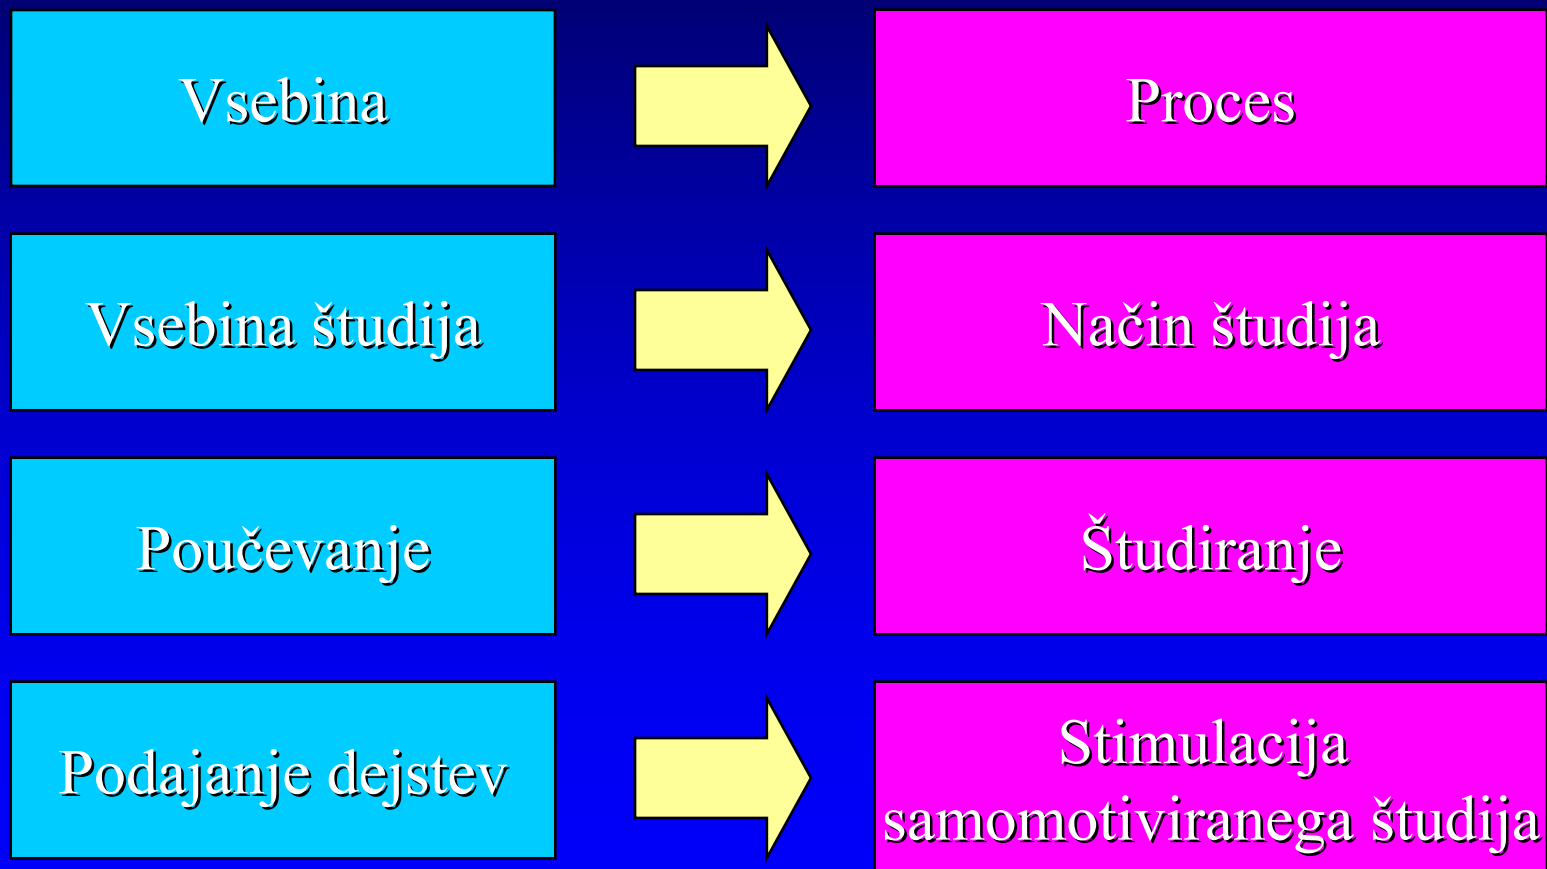 Vsebina
Proces
Vsebina študija
Način študija
Poučevanje
Študiranje
Podajanje dejstev
Stimulacija
samomotiviranega študija